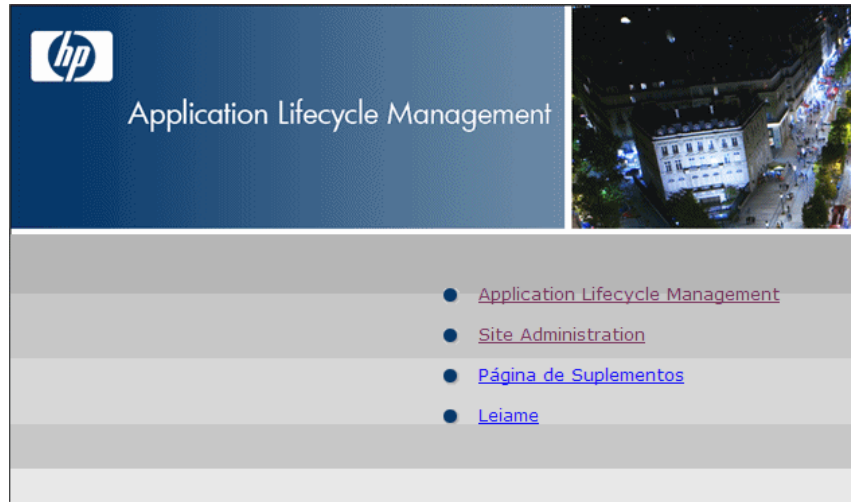 hp
Application Lifecycle Management
Application Lifecycle Management
Site Administration
Página de Suplementos
Leiame